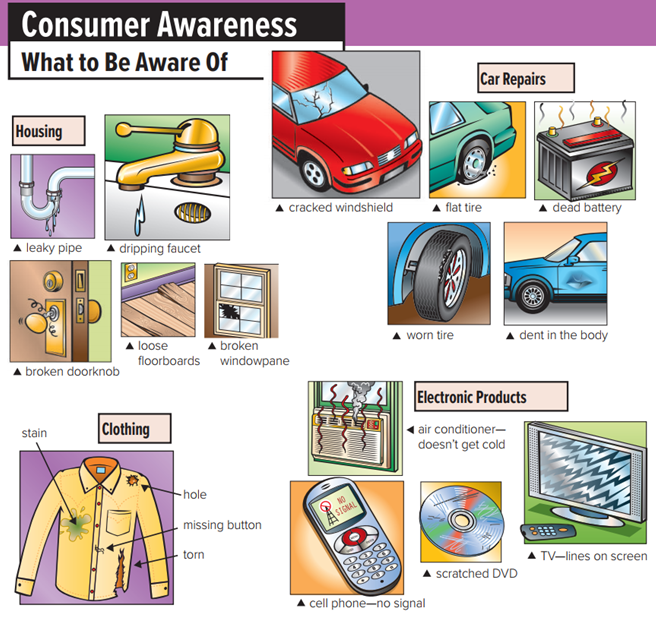 Consumer Awareness
What to Be Aware Of
Housing
▲ leaky pipe
▲ dripping faucet
▲ broken doorknob
▲ loose
floorboards
▲ broken
windowpane
Car Repairs
▲ cracked windshield
▲ flat tire
▲ dead battery
▲ worn tire
▲ dent in the body
Clothing
stain
hole
missing button
torn
Electronic Products
◀ air conditioner—
doesn't get cold
NO
SIGNAL
▲ cell phone—no signal
▲ scratched DVD
▲ TV—lines on screen